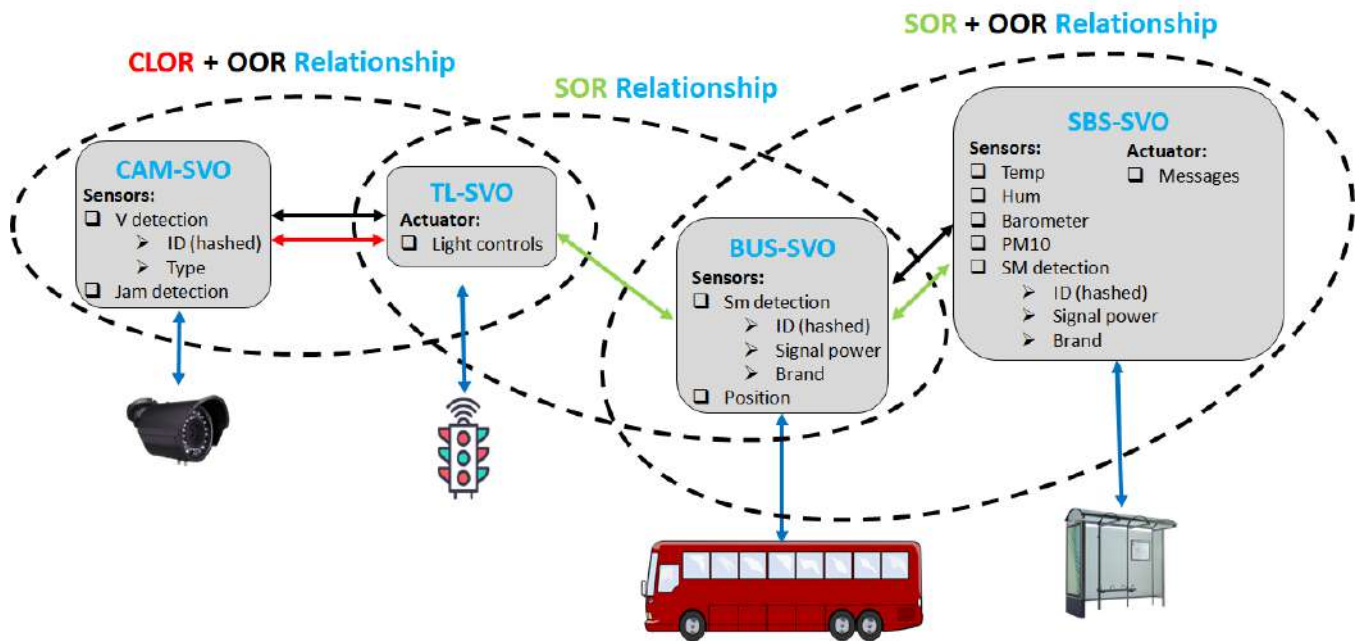 CLOR + OOR Relationship
SOR Relationship
SOR + OOR Relationship
CAM-SVO
Sensors:
❑ V detection
➢ ID (hashed)
➢ Type
❑ Jam detection
TL-SVO
Actuator:
❑ Light controls
BUS-SVO
Sensors:
❑ Sm detection
➢ ID (hashed)
➢ Signal power
➢ Brand
❑ Position
SBS-SVO
Sensors:
❑ Temp
❑ Hum
❑ Barometer
❑ PM10
❑ SM detection
➢ ID (hashed)
➢ Signal power
➢ Brand
Actuator:
❑ Messages